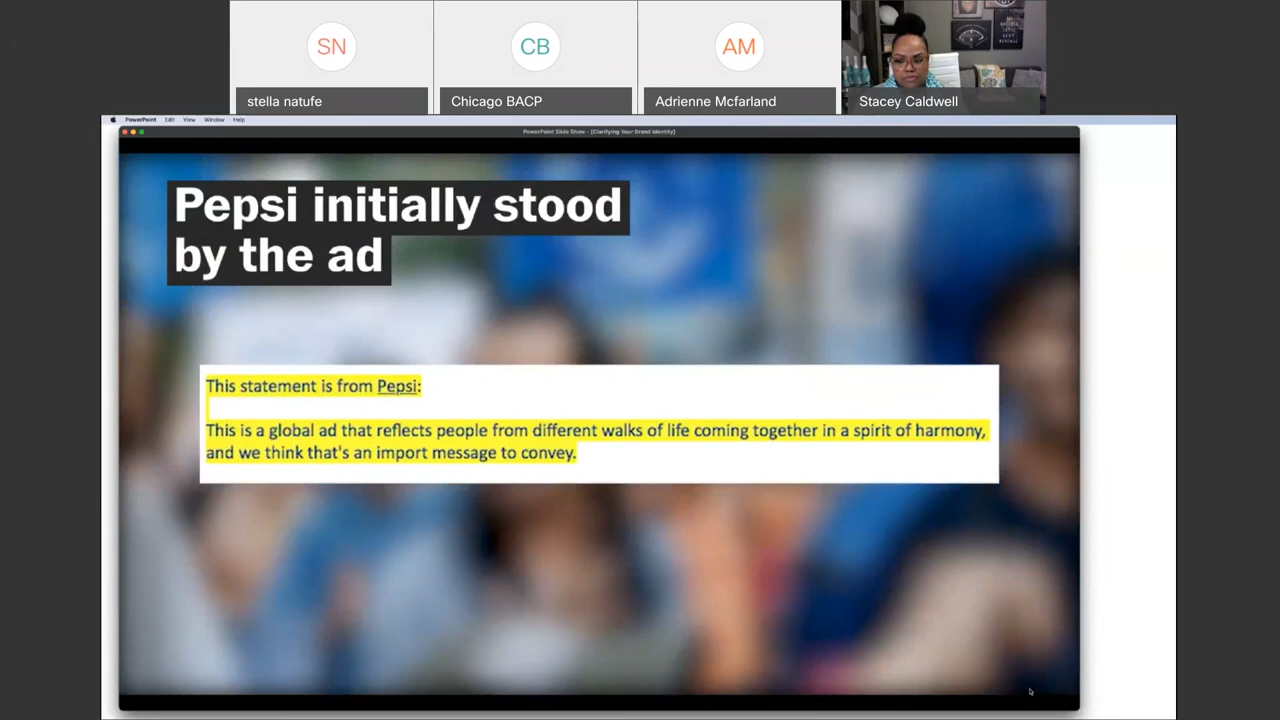 SN
CB
AM
stella natufe
Chicago BACP
Adrienne Mcfarland
Stacey Caldwell
PowerPoint Edit View Window Help
PowerPoint Slide Show - [Clarifying Your Brand Identity]
Pepsi initially stood
by the ad
This statement is from Pepsi:
This is a global ad that reflects people from different walks of life coming together in a spirit of harmony,
and we think that's an import message to convey.